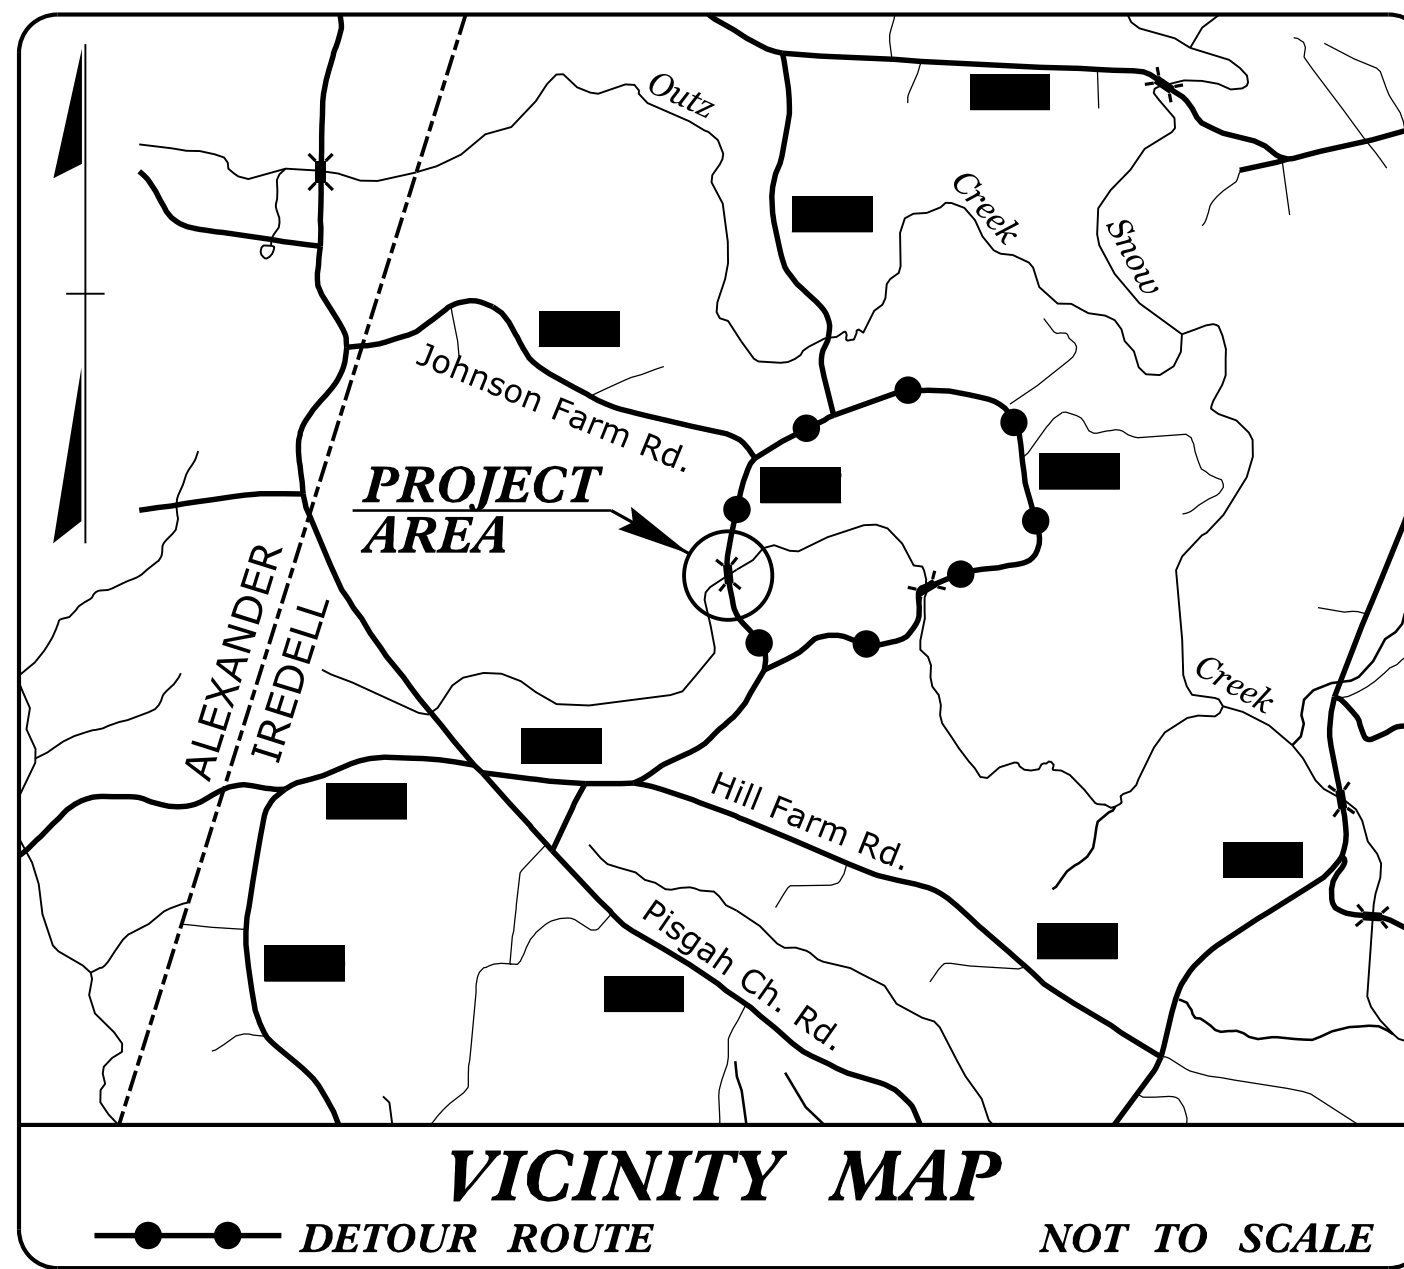 Outz
Creek
Snow
Johnson Farm Rd.
PROJECT
AREA
ALEXANDER
IREDELL
Creek
Hill Farm Rd.
Pisgah Ch. Rd.
VICINITY MAP
DETOUR ROUTE
NOT TO SCALE